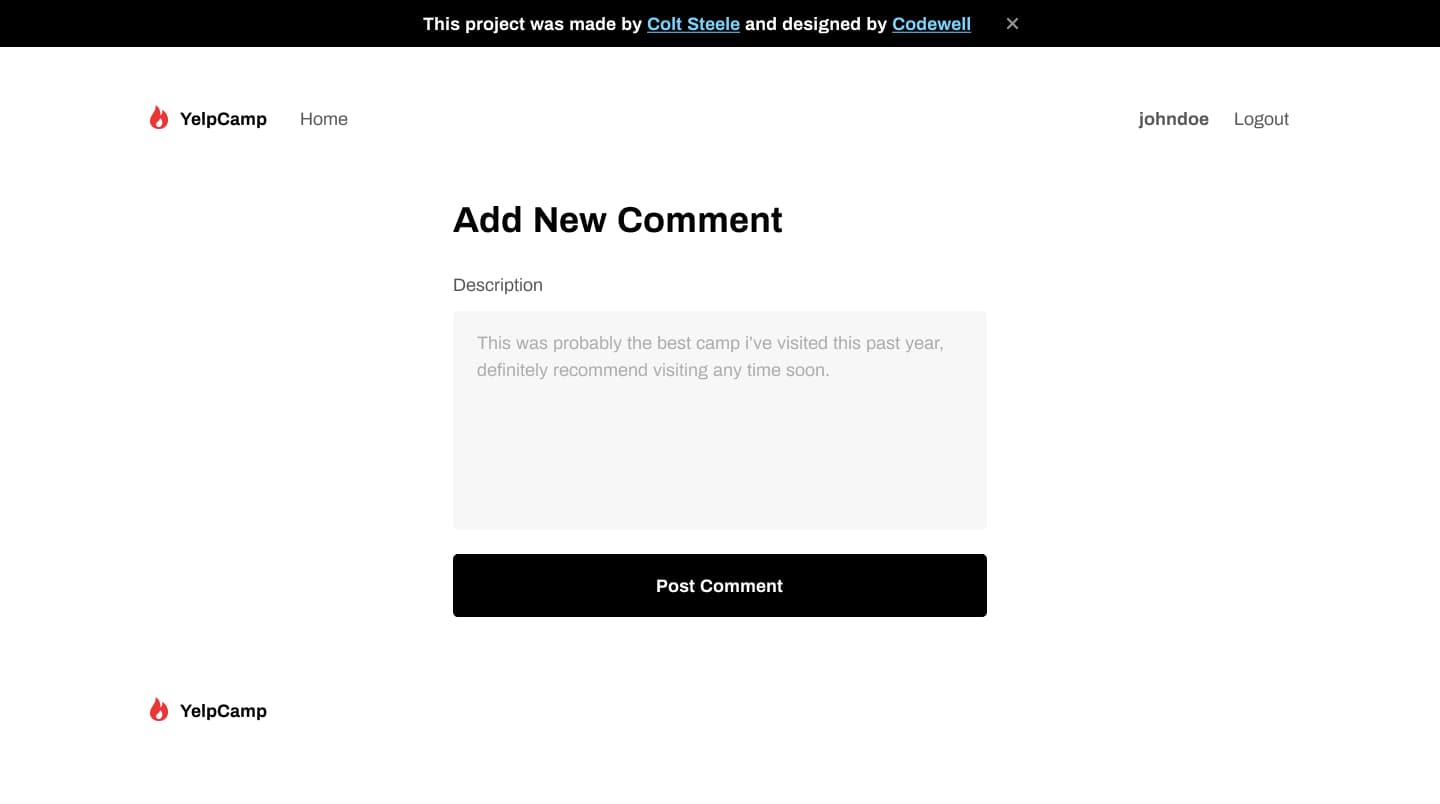 This project was made by Colt Steele and designed by Codewell ✕
YelpCamp Home johndoe Logout
Add New Comment
Description
This was probably the best camp i've visited this past year,
definitely recommend visiting any time soon.
Post Comment
YelpCamp